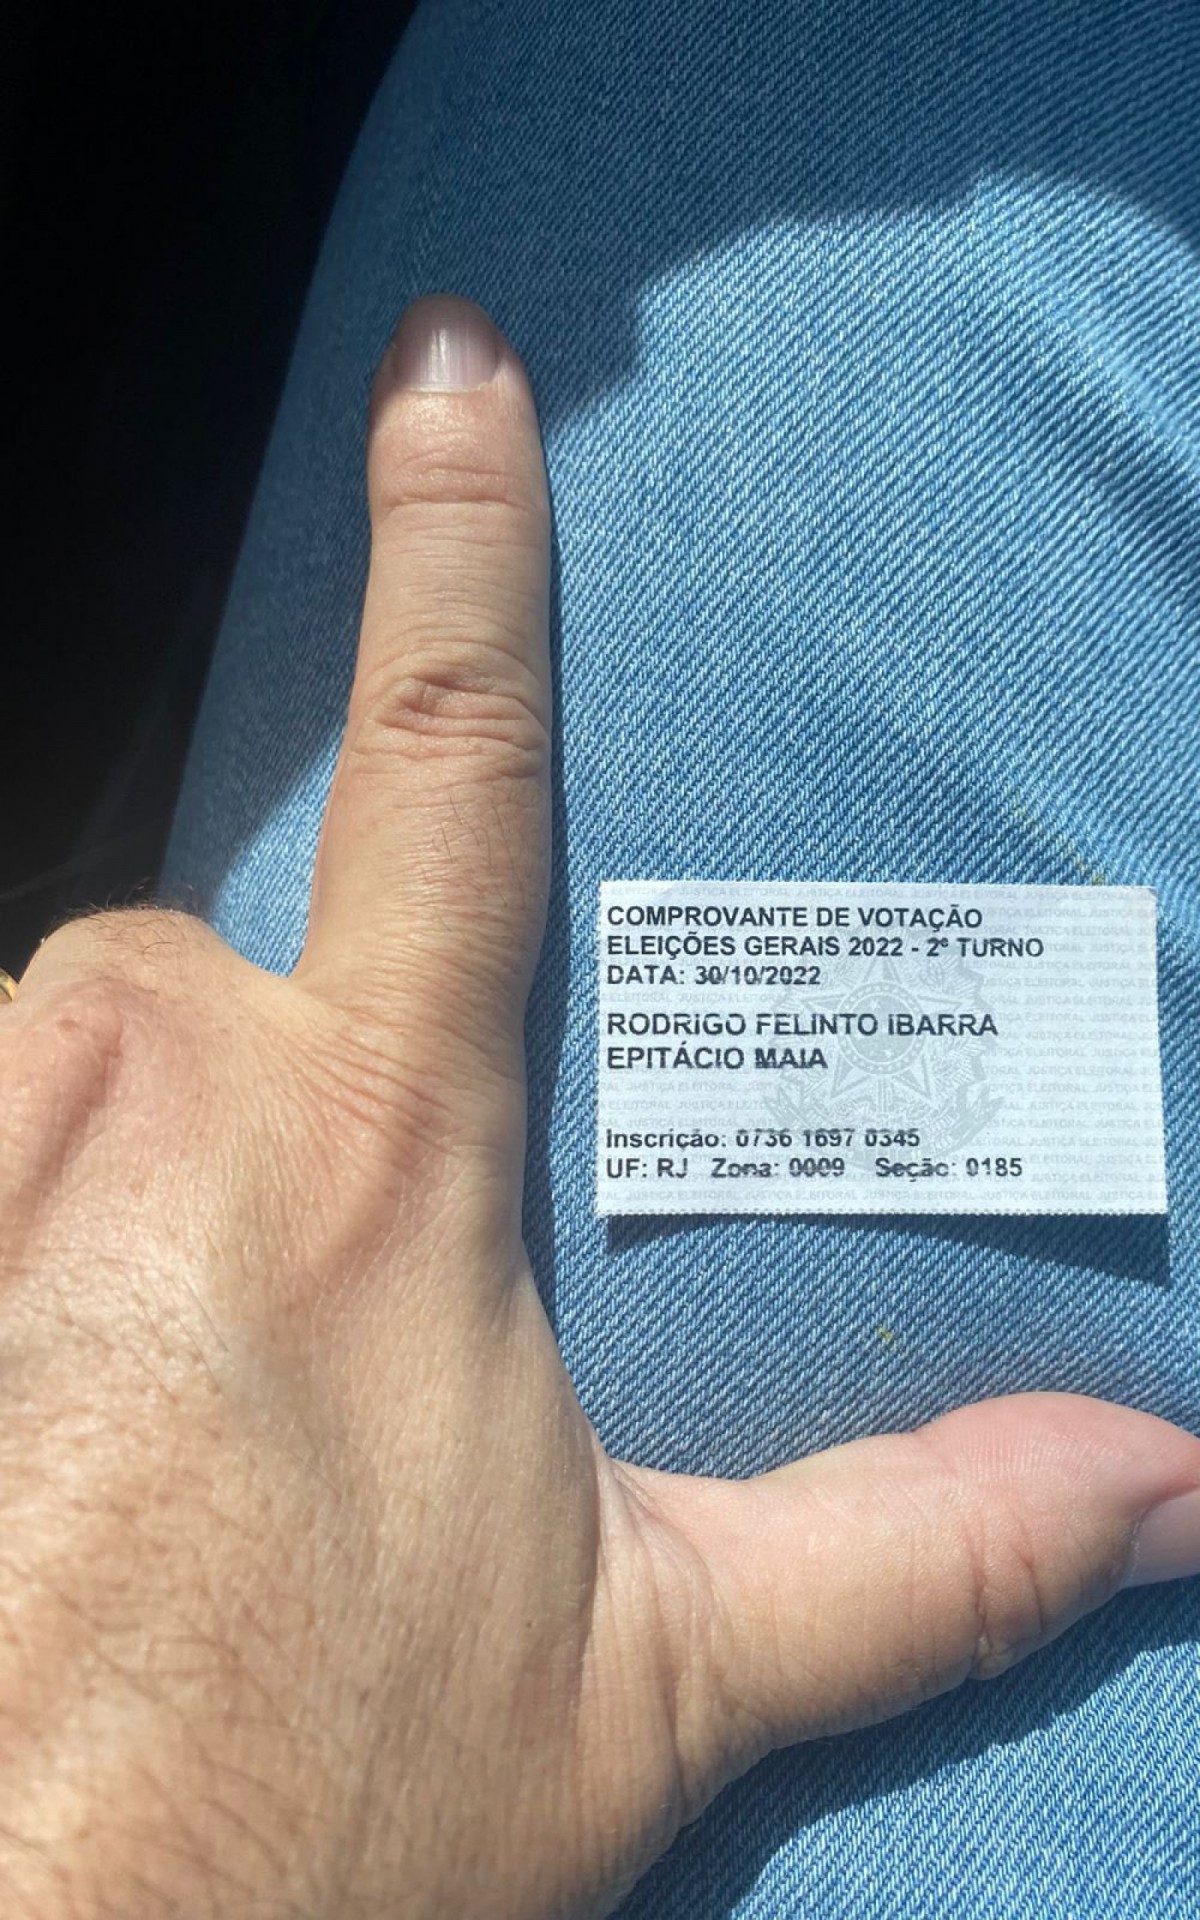 COMPROVANTE DE VOTAÇÃO
ELEIÇÕES GERAIS 2022 - 2º TURNO
DATA: 30/10/2022
RODRIGO FELINTO IBARRA
EPITÁCIO MAIA
Inscrição: 0736 1697 0345
UF: RJ Zona: 0009 Seção: 0185